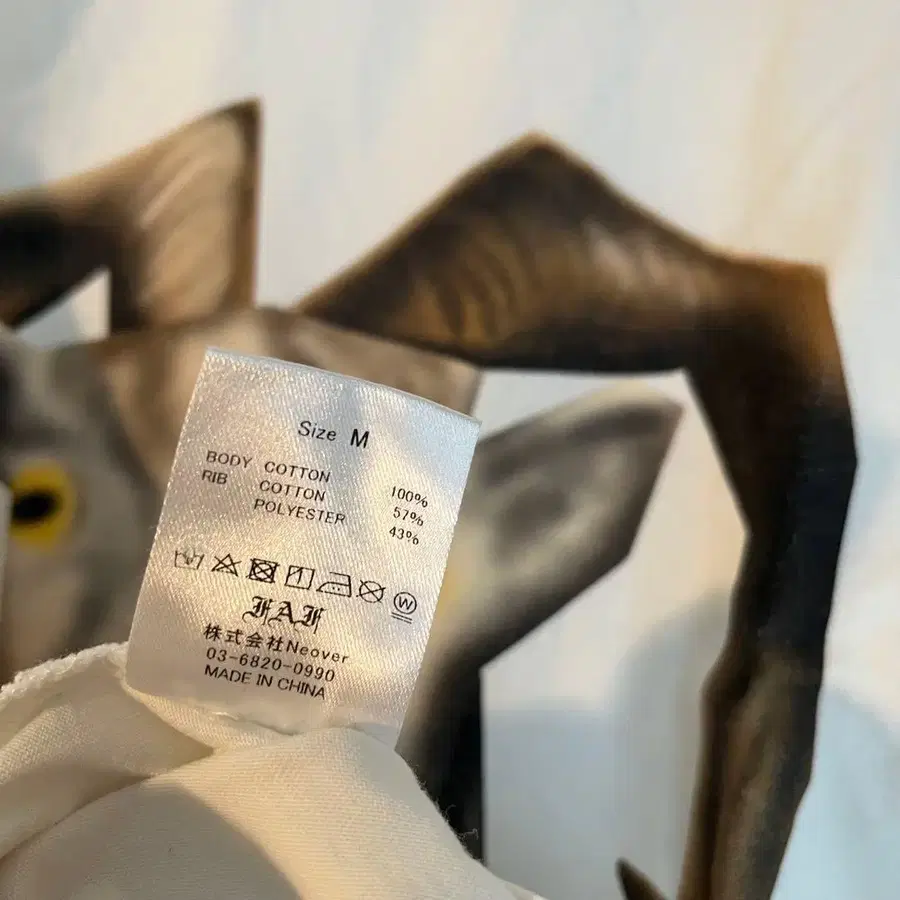 Size M
BODY COTTON 100%
RIB COTTON 57%
POLYESTER 43%
W
FAF
株式会社Neover
03-6820-0990
MADE IN CHINA